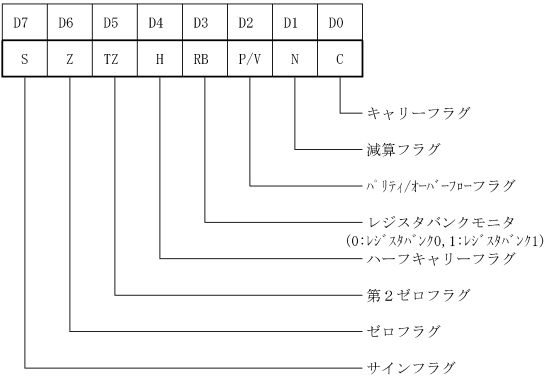 D7 D6 D5 D4 D3 D2 D1 D0
S Z TZ H RB P/V N C
キャリーフラグ
減算フラグ
ﾊﾟﾘﾃｨ/ｵｰﾊﾞｰﾌﾛｰフラグ
レジスタバンクモニタ
(0:ﾚｼﾞｽﾀﾊﾞﾝｸ0,1:ﾚｼﾞｽﾀﾊﾞﾝｸ1)
ハーフキャリーフラグ
第２ゼロフラグ
ゼロフラグ
サインフラグ